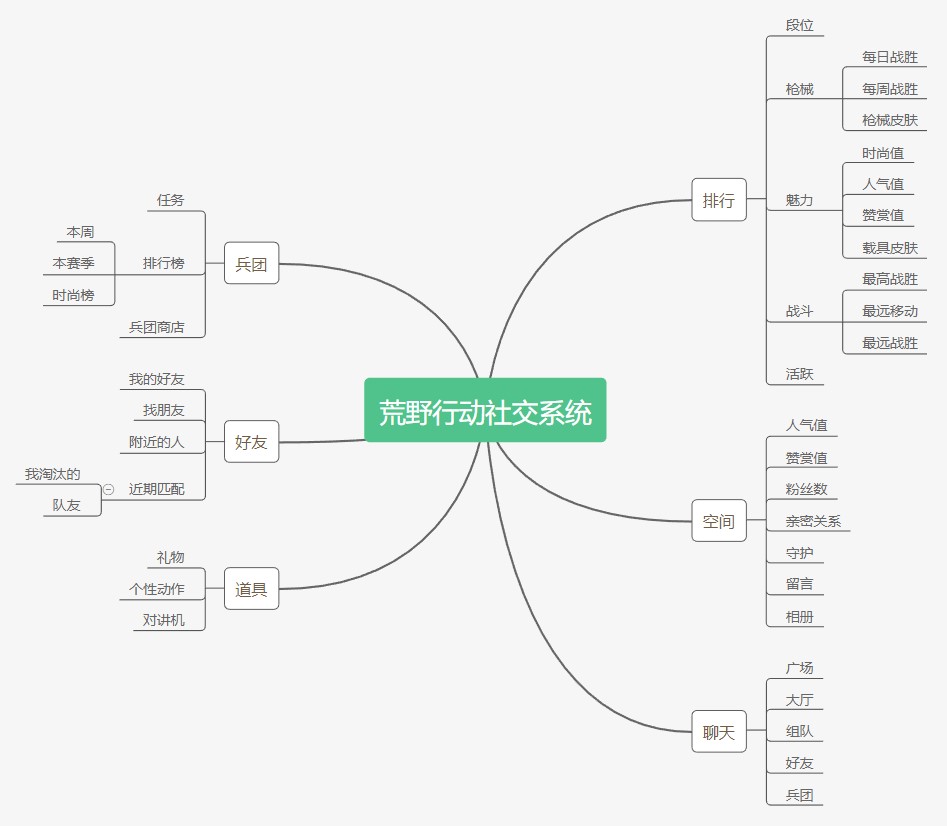 荒野行动社交系统
排行
段位
枪械
每日战胜
每周战胜
枪械皮肤
魅力
时尚值
人气值
赞赏值
载具皮肤
战斗
最高战胜
最远移动
最远战胜
活跃
空间
人气值
赞赏值
粉丝数
亲密关系
守护
留言
相册
聊天
广场
大厅
组队
好友
兵团
兵团
任务
排行榜
本周
本赛季
时尚榜
兵团商店
好友
我的好友
找朋友
附近的人
近期匹配
我淘汰的
队友
道具
礼物
个性动作
对讲机